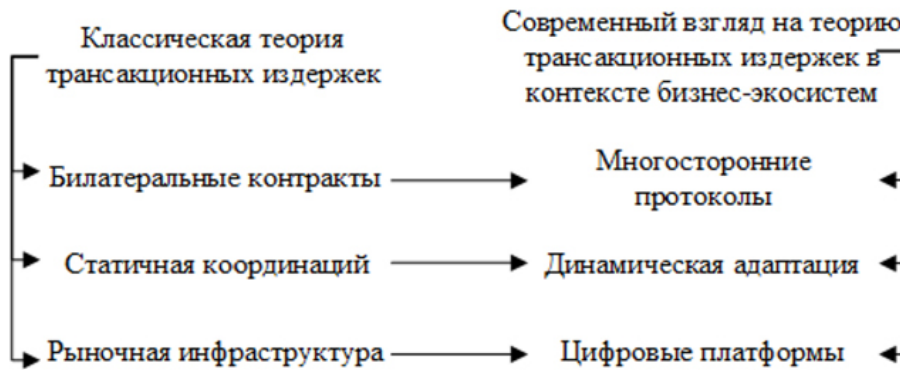 Классическая теория
трансакционных издержек
Современный взгляд на теорию
трансакционных издержек в
контексте бизнес-экосистем
Билатеральные контракты
Многосторонние
протоколы
Статичная координаций
Динамическая адаптация
Рыночная инфраструктура
Цифровые платформы